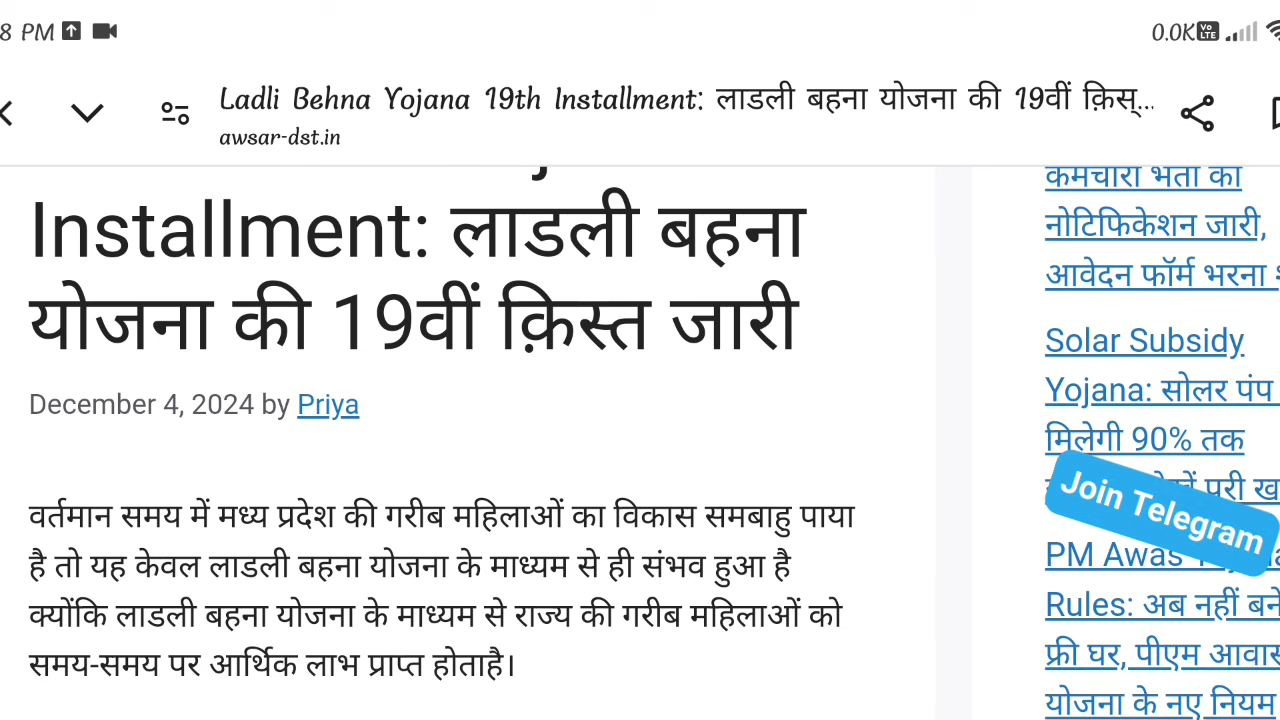 8 PM
0.0K
Ladli Behna Yojana 19th Installment: लाडली बहना योजना की 19वीं क़िस्...
awsar-dst.in
Installment: लाडली बहना
योजना की 19वीं क़िस्त जारी
December 4, 2024 by Priya
वर्तमान समय में मध्य प्रदेश की गरीब महिलाओं का विकास समबाहु पाया
है तो यह केवल लाडली बहना योजना के माध्यम से ही संभव हुआ है
क्योंकि लाडली बहना योजना के माध्यम से राज्य की गरीब महिलाओं को
समय-समय पर आर्थिक लाभ प्राप्त होताहै।
कर्मचारी भर्ती का
नोटिफिकेशन जारी,
आवेदन फॉर्म भरना
Solar Subsidy
Yojana: सोलर पंप
मिलेगी 90% तक
पूरी
Join Telegram
PM Awas
Rules: अब नहीं
फ्री घर, पीएम आवास
योजना के नए नियम